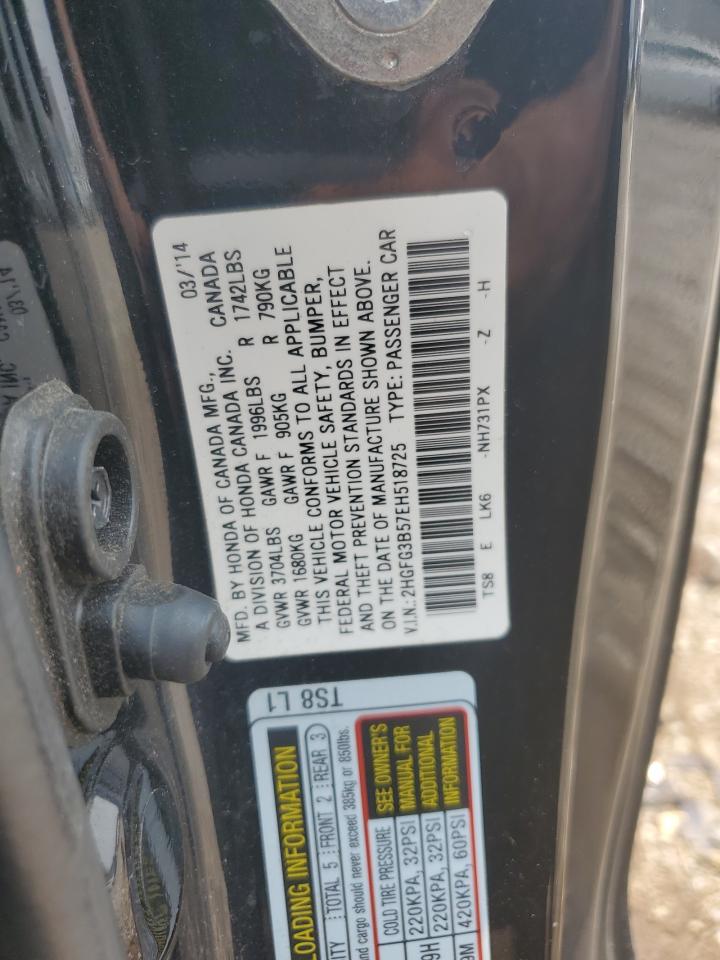 MFD. BY HONDA OF CANADA MFG., 03/'14
A DIVISION OF HONDA CANADA INC. CANADA
GVWR 3704LBS GAWR F 1996LBS R 1742LBS
GVWR 1680KG GAWR F 905KG R 790KG
THIS VEHICLE CONFORMS TO ALL APPLICABLE
FEDERAL MOTOR VEHICLE SAFETY, BUMPER,
AND THEFT PREVENTION STANDARDS IN EFFECT
ON THE DATE OF MANUFACTURE SHOWN ABOVE.
V.I.N.: 2HGFG3B57EH518725 TYPE: PASSENGER CAR
TS8 E LK6 -NH731PX -Z -H
TS8 L1
LOADING INFORMATION
TOTAL 5 FRONT 2 REAR 3
and cargo should never exceed 385kg or 850lbs.
COLD TIRE PRESSURE
220KPA, 32PSI
220KPA, 32PSI
420KPA, 60PSI
SEE OWNER'S
MANUAL FOR
ADDITIONAL
INFORMATION